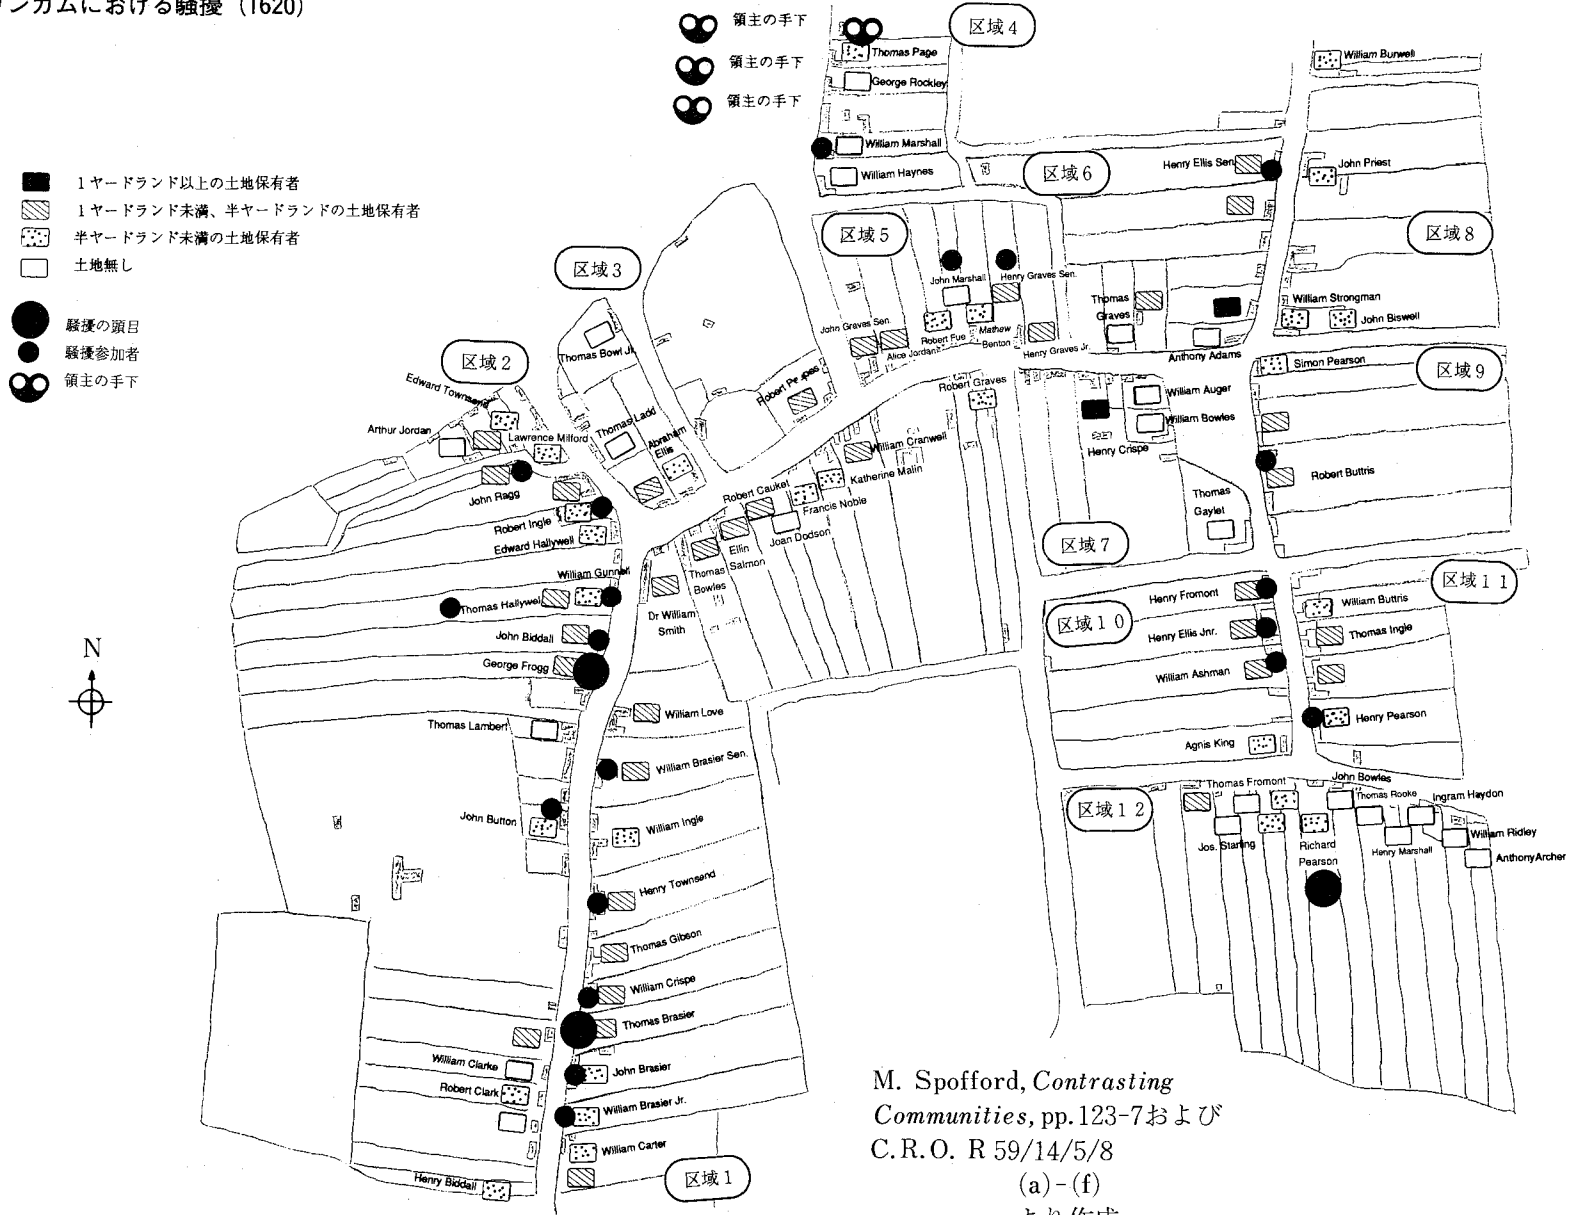 ンガムにおける騒擾 (1620)
領主の手下
領主の手下
領主の手下
1ヤードランド以上の土地保有者
1ヤードランド未満、半ヤードランドの土地保有者
半ヤードランド未満の土地保有者
土地無し
騒擾の頭目
騒擾参加者
領主の手下
N
区域4
Thomas Page
George Rockley
William Marshall
William Haynes
William Burwell
区域6
Henry Ellis Sen.
John Priest
区域8
区域5
John Marshall
Henry Graves Sen.
John Graves Sen.
Alice Jordan
Robert Fue
Mathew
Benton
Henry Graves Jr.
Thomas
Graves
Anthony Adams
William Strongman
John Biswell
区域3
Thomas Bowl Jr.
Thomas Ladd
Abraham
Ellis
区域2
Edward Townsend
Arthur Jordan
Lawrence Milford
John Ragg
Robert Ingle
Edward Hallywell
William Gunnell
Thomas Hallywel
John Biddall
George Frogg
Thomas Lambert
John Button
Robert Graves
William Cranwell
Katherine Malin
Francis Noble
Robert Cauket
Joan Dodson
Ellin
Salmon
Thomas
Bowles
Dr William
Smith
William Love
William Brasier Sen.
William Ingle
Henry Townsend
Thomas Gibson
William Crispe
Thomas Brasier
John Brasier
William Brasier Jr.
William Carter
William Clarke
Robert Clark
Henry Biddall
区域1
William Auger
William Bowles
Henry Crispe
Thomas
Gaylet
区域7
Simon Pearson
区域9
Robert Buttris
区域10
Henry Fromont
Henry Ellis Jnr.
William Ashman
Agnis King
区域11
William Buttris
Thomas Ingle
Henry Pearson
区域12
Thomas Fromont
Jos. Starling
John Bowles
Richard
Pearson
Thomas Rooke
Henry Marshall
Ingram Haydon
William Ridley
Anthony Archer
M. Spofford, Contrasting
Communities, pp.123-7および
C.R.O. R 59/14/5/8
(a)-(f)
より作成